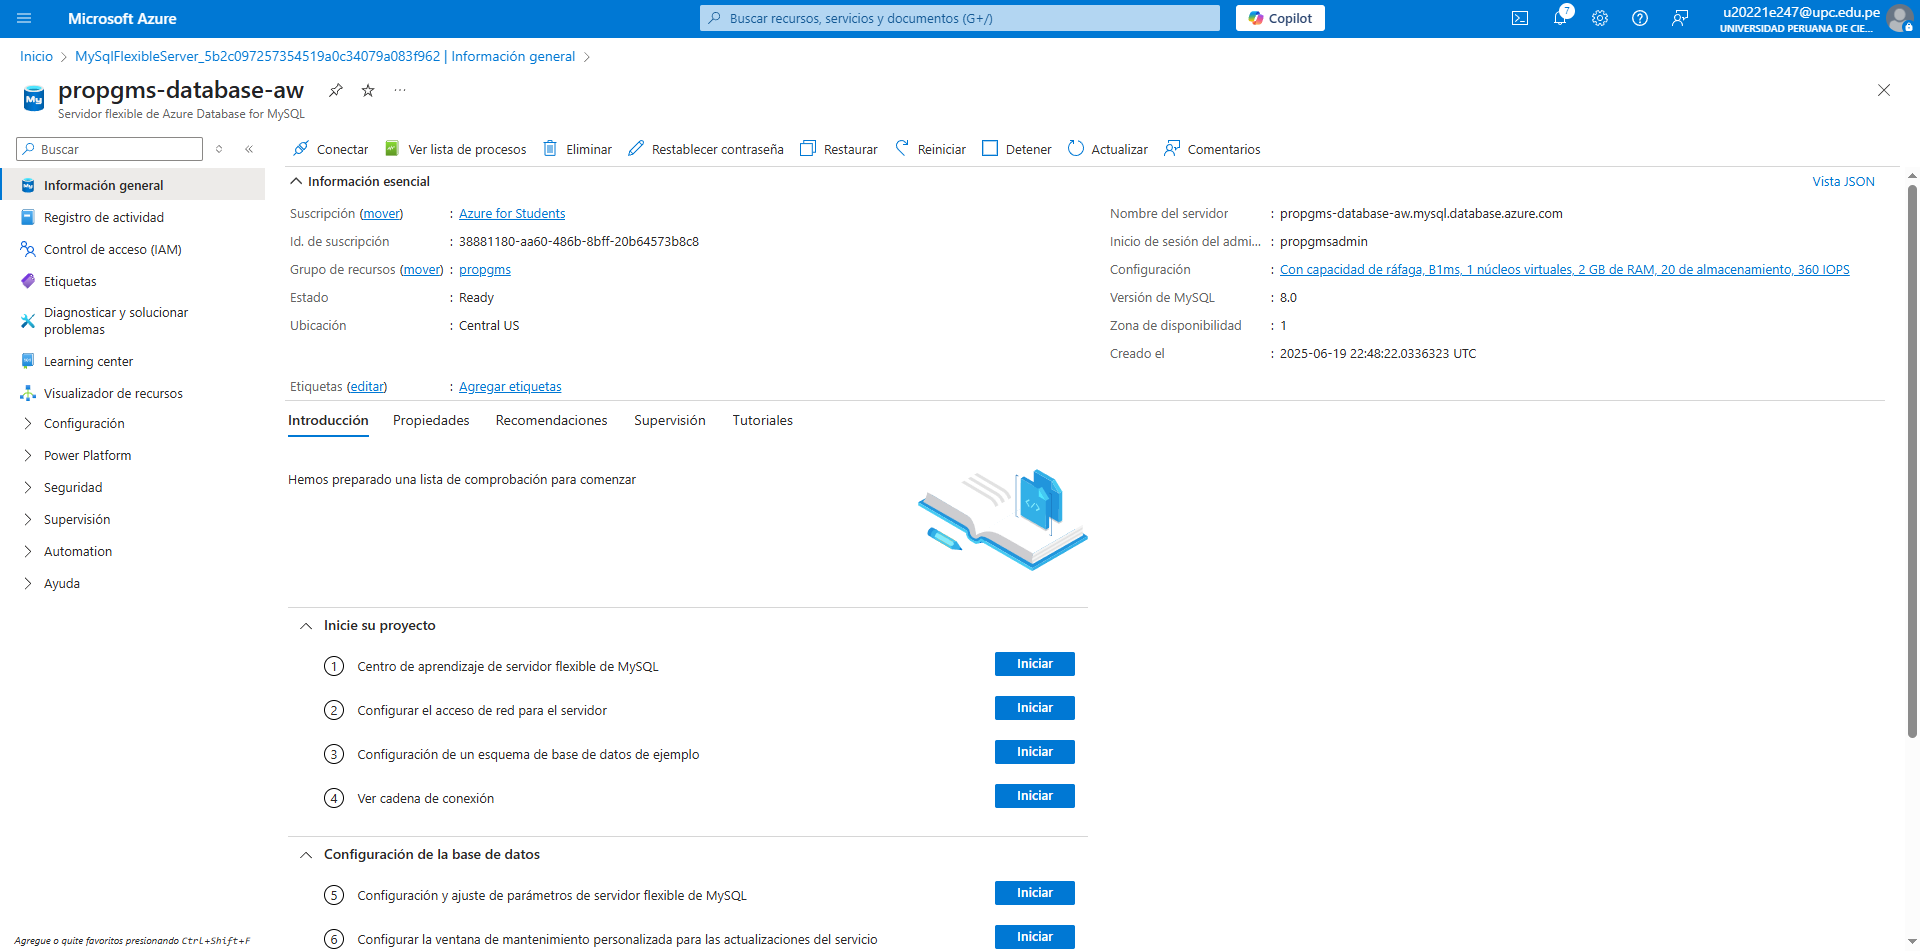 Microsoft Azure
Buscar recursos, servicios y documentos (G+/)
Copilot
7
u20221e247@upc.edu.pe
UNIVERSIDAD PERUANA DE CIE...
Inicio > MySqlFlexibleServer_5b2c097257354519a0c34079a083f962 | Información general >
propgms-database-aw
Servidor flexible de Azure Database for MySQL
Buscar
Información general
Registro de actividad
Control de acceso (IAM)
Etiquetas
Diagnosticar y solucionar
problemas
Learning center
Visualizador de recursos
Configuración
Power Platform
Seguridad
Supervisión
Automation
Ayuda
Agregue o quite favoritos presionando Ctrl+Shift+F
Conectar Ver lista de procesos Eliminar Restablecer contraseña Restaurar Reiniciar Detener Actualizar Comentarios
Información esencial
Vista JSON
Suscripción (mover) : Azure for Students
Id. de suscripción : 38881180-aa60-486b-8bff-20b64573b8c8
Grupo de recursos (mover) : propgms
Estado : Ready
Ubicación : Central US
Nombre del servidor : propgms-database-aw.mysql.database.azure.com
Inicio de sesión del admi... : propgmsadmin
Configuración : Con capacidad de ráfaga, B1ms, 1 núcleos virtuales, 2 GB de RAM, 20 de almacenamiento, 360 IOPS
Versión de MySQL : 8.0
Zona de disponibilidad : 1
Creado el : 2025-06-19 22:48:22.0336323 UTC
Etiquetas (editar) : Agregar etiquetas
Introducción Propiedades Recomendaciones Supervisión Tutoriales
Hemos preparado una lista de comprobación para comenzar
Inicie su proyecto
1 Centro de aprendizaje de servidor flexible de MySQL Iniciar
2 Configurar el acceso de red para el servidor Iniciar
3 Configuración de un esquema de base de datos de ejemplo Iniciar
4 Ver cadena de conexión Iniciar
Configuración de la base de datos
5 Configuración y ajuste de parámetros de servidor flexible de MySQL Iniciar
6 Configurar la ventana de mantenimiento personalizada para las actualizaciones del servicio Iniciar